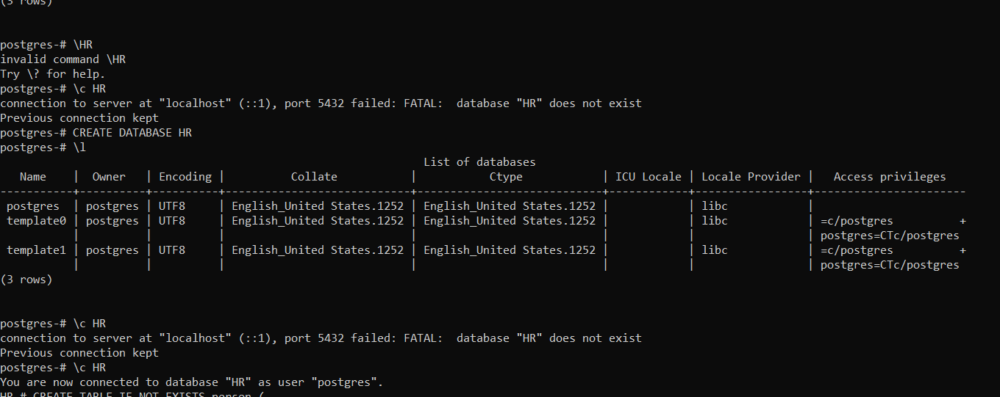 (3 rows)
postgres-# \HR
invalid command \HR
Try \? for help.
postgres-# \c HR
connection to server at "localhost" (::1), port 5432 failed: FATAL:  database "HR" does not exist
Previous connection kept
postgres-# CREATE DATABASE HR
postgres-# \l
List of databases
Name | Owner | Encoding | Collate | Ctype | ICU Locale | Locale Provider | Access privileges
-----------+----------+----------+----------------------------+----------------------------+------------+-----------------+-----------------------
postgres | postgres | UTF8 | English_United States.1252 | English_United States.1252 | | libc |
template0 | postgres | UTF8 | English_United States.1252 | English_United States.1252 | | libc | =c/postgres +
| | | | | | | postgres=CTc/postgres
template1 | postgres | UTF8 | English_United States.1252 | English_United States.1252 | | libc | =c/postgres +
| | | | | | | postgres=CTc/postgres
(3 rows)
postgres-# \c HR
connection to server at "localhost" (::1), port 5432 failed: FATAL:  database "HR" does not exist
Previous connection kept
postgres-# \c HR
You are now connected to database "HR" as user "postgres".
HR-# CREATE TABLE IF NOT EXISTS person (